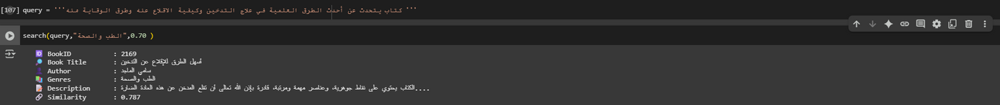 [107] query = '''كتاب يتحدث عن أحدث الطرق العلمية في علاج التدخين وكيفية الاقلاع عنه وطرق الوقاية منه '''
search(query,"الطب والصحة",0.70 )
BookID : 2169
Book Title : أسهل الطرق للإقلاع عن التدخين
Author : سامي الماجد
Genres : الطب والصحة
Description : الكتاب يحتوي على نقاط جوهرية، وعناصر مهمة ومرتبة، قادرة بإذن الله تعالى أن تقلع المدخن عن هذه العادة الضارة....
Similarity : 0.787